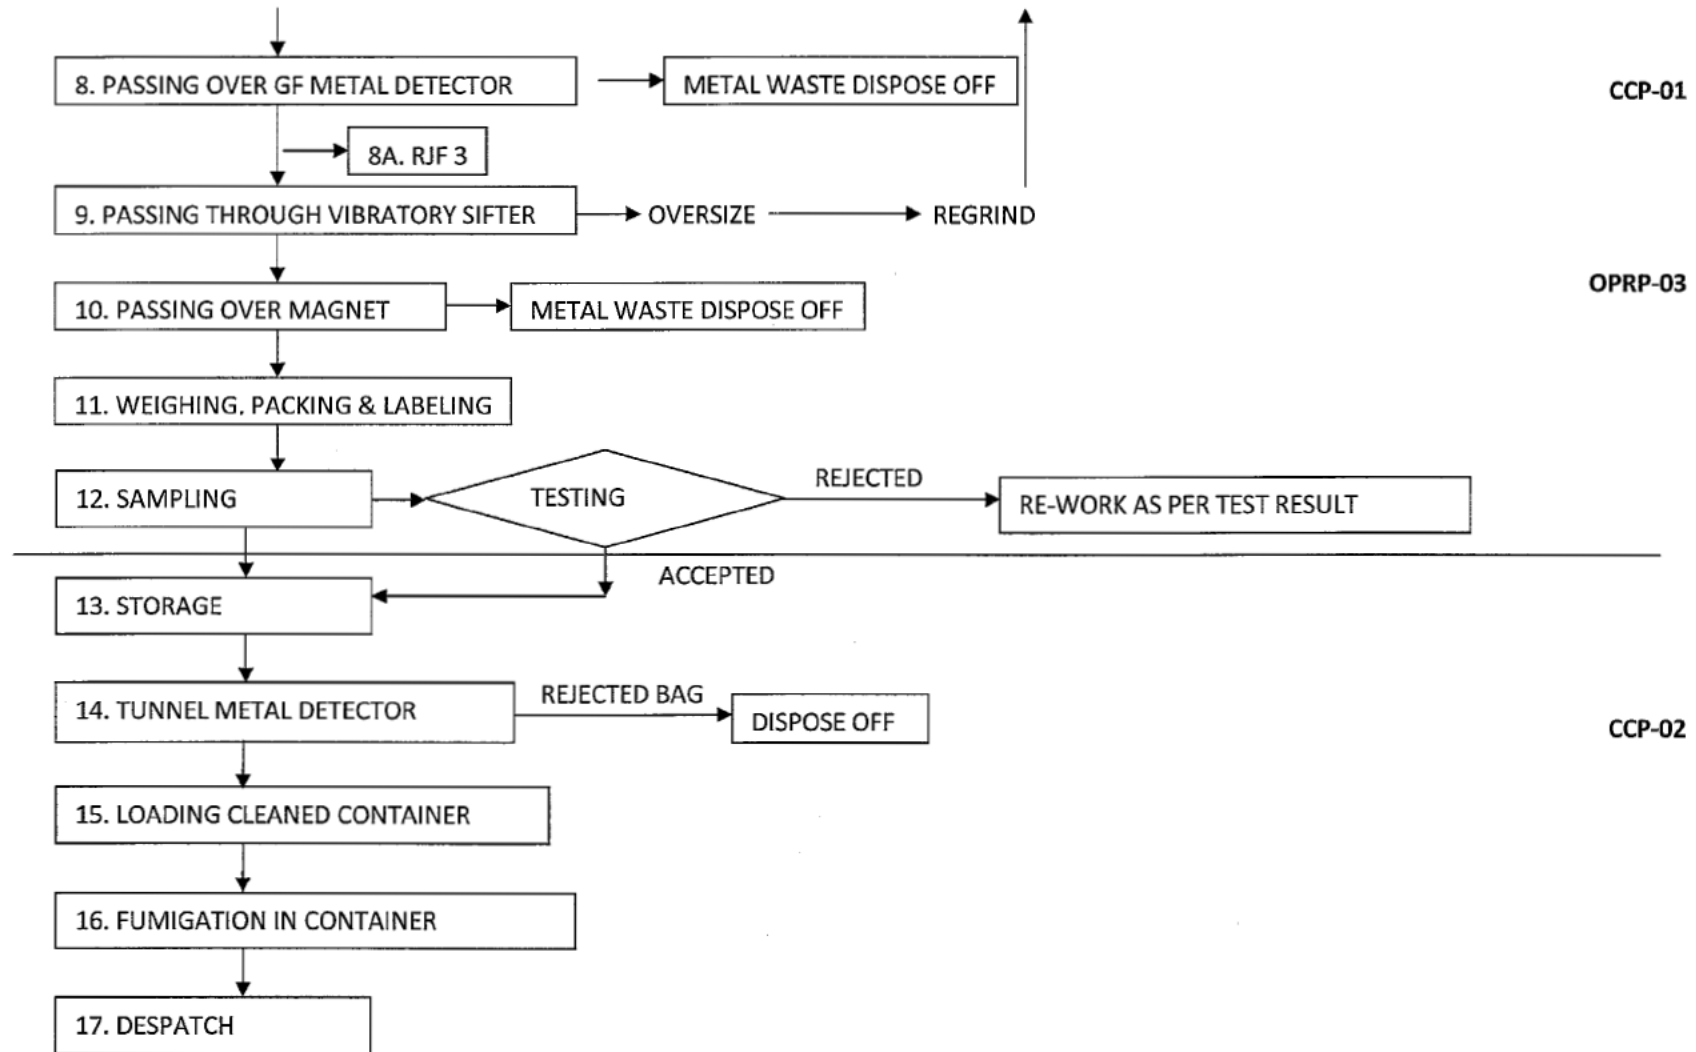 8. PASSING OVER GF METAL DETECTOR
METAL WASTE DISPOSE OFF
CCP-01
8A. RJF 3
9. PASSING THROUGH VIBRATORY SIFTER
OVERSIZE
REGRIND
OPRP-03
10. PASSING OVER MAGNET
METAL WASTE DISPOSE OFF
11. WEIGHING, PACKING & LABELING
12. SAMPLING
TESTING
REJECTED
RE-WORK AS PER TEST RESULT
ACCEPTED
13. STORAGE
14. TUNNEL METAL DETECTOR
REJECTED BAG
DISPOSE OFF
CCP-02
15. LOADING CLEANED CONTAINER
16. FUMIGATION IN CONTAINER
17. DESPATCH